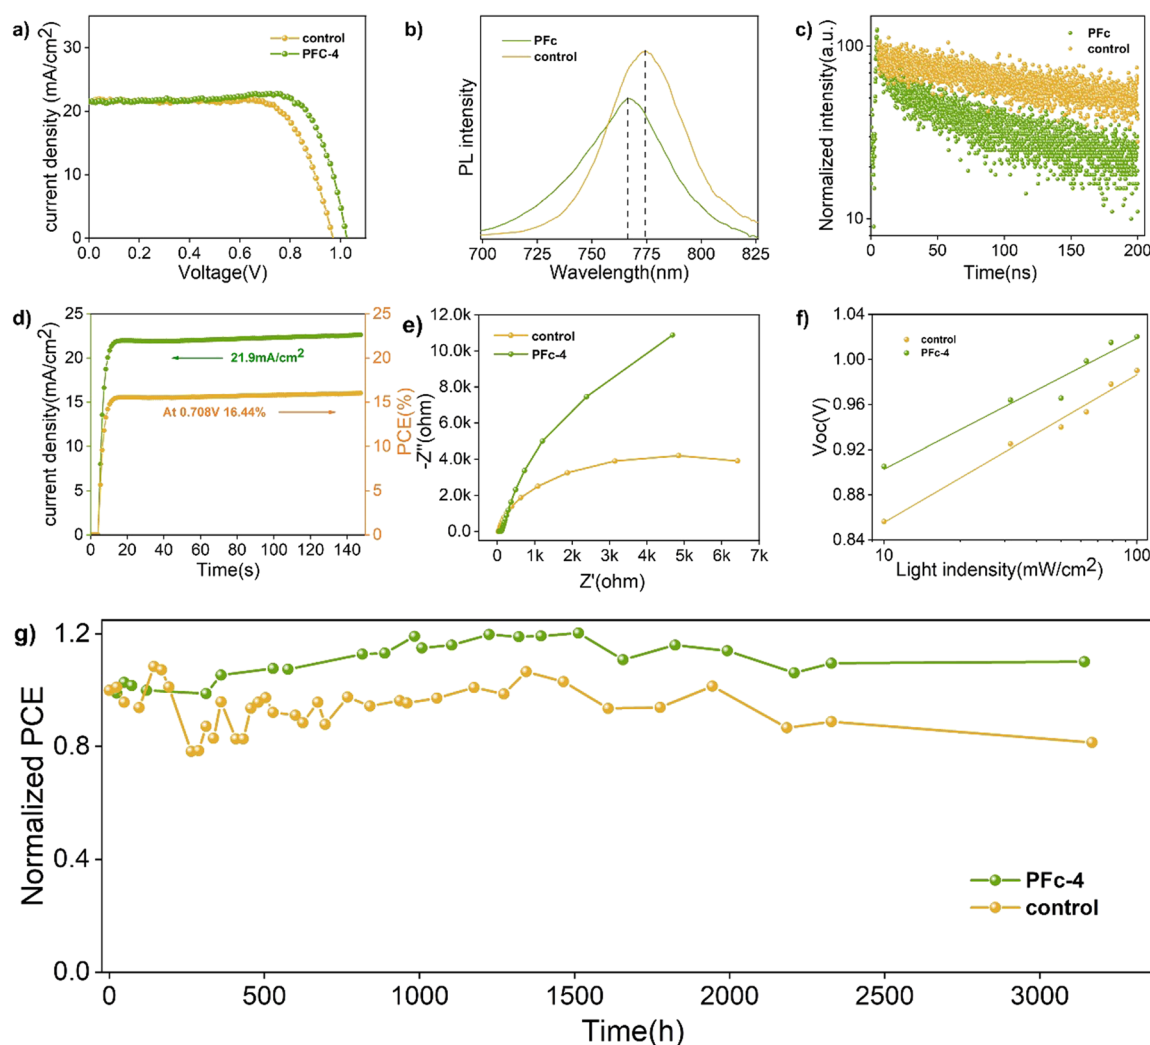 a)
current density (mA/cm²)
30
20
10
0
control
PFC-4
0.0 0.2 0.4 0.6 0.8 1.0
Voltage(V)
b)
PL intensity
PFc
control
700 725 750 775 800 825
Wavelength(nm)
c)
Normalized intensity(a.u.)
100
10
PFc
control
0 50 100 150 200
Time(ns)
d)
current density(mA/cm²)
25
20
15
10
5
0
21.9mA/cm²
At 0.708V 16.44%
25
20
15
10
5
0
PCE(%)
0 20 40 60 80 100 120 140
Time(s)
e)
-Z''(ohm)
12.0k
10.0k
8.0k
6.0k
4.0k
2.0k
0.0
control
PFc-4
0 1k 2k 3k 4k 5k 6k 7k
Z'(ohm)
f)
Voc(V)
1.04
1.00
0.96
0.92
0.88
0.84
control
PFc-4
10 100
Light indensity(mW/cm²)
g)
Normalized PCE
1.2
0.8
0.4
0.0
PFc-4
control
0 500 1000 1500 2000 2500 3000
Time(h)